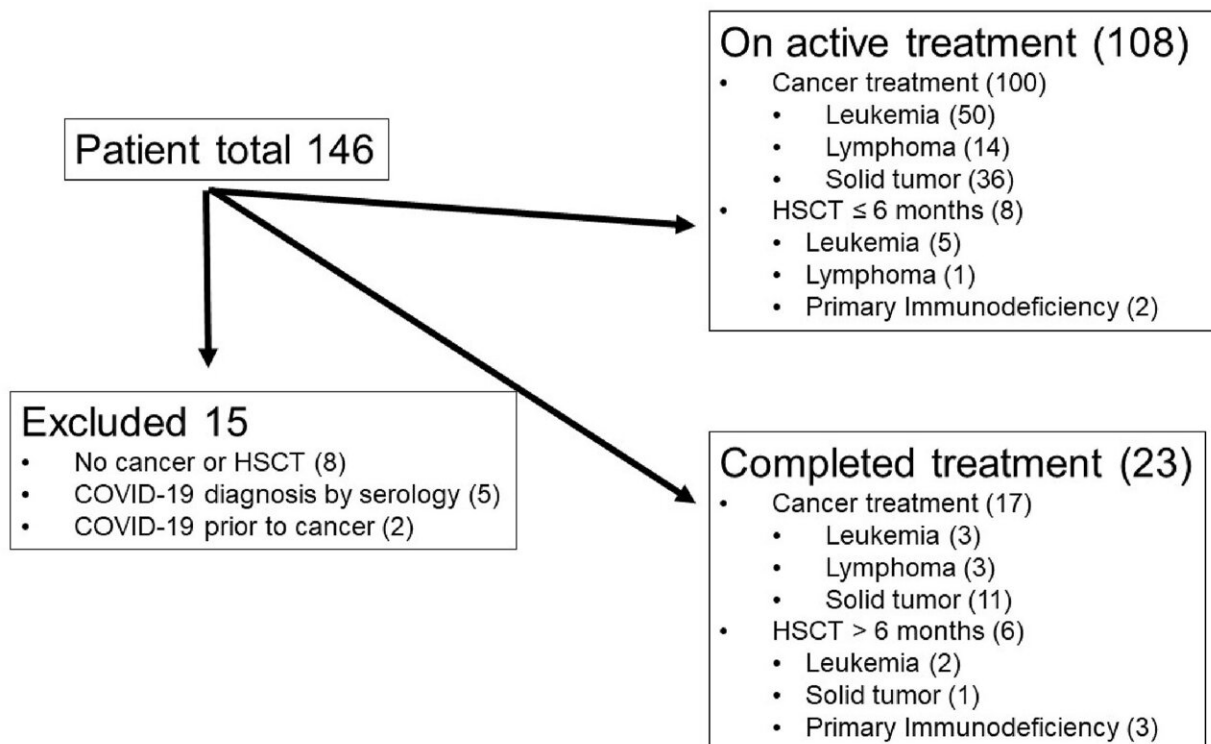 Patient total 146
On active treatment (108)
• Cancer treatment (100)
• Leukemia (50)
• Lymphoma (14)
• Solid tumor (36)
• HSCT ≤ 6 months (8)
• Leukemia (5)
• Lymphoma (1)
• Primary Immunodeficiency (2)
Excluded 15
• No cancer or HSCT (8)
• COVID-19 diagnosis by serology (5)
• COVID-19 prior to cancer (2)
Completed treatment (23)
• Cancer treatment (17)
• Leukemia (3)
• Lymphoma (3)
• Solid tumor (11)
• HSCT > 6 months (6)
• Leukemia (2)
• Solid tumor (1)
• Primary Immunodeficiency (3)